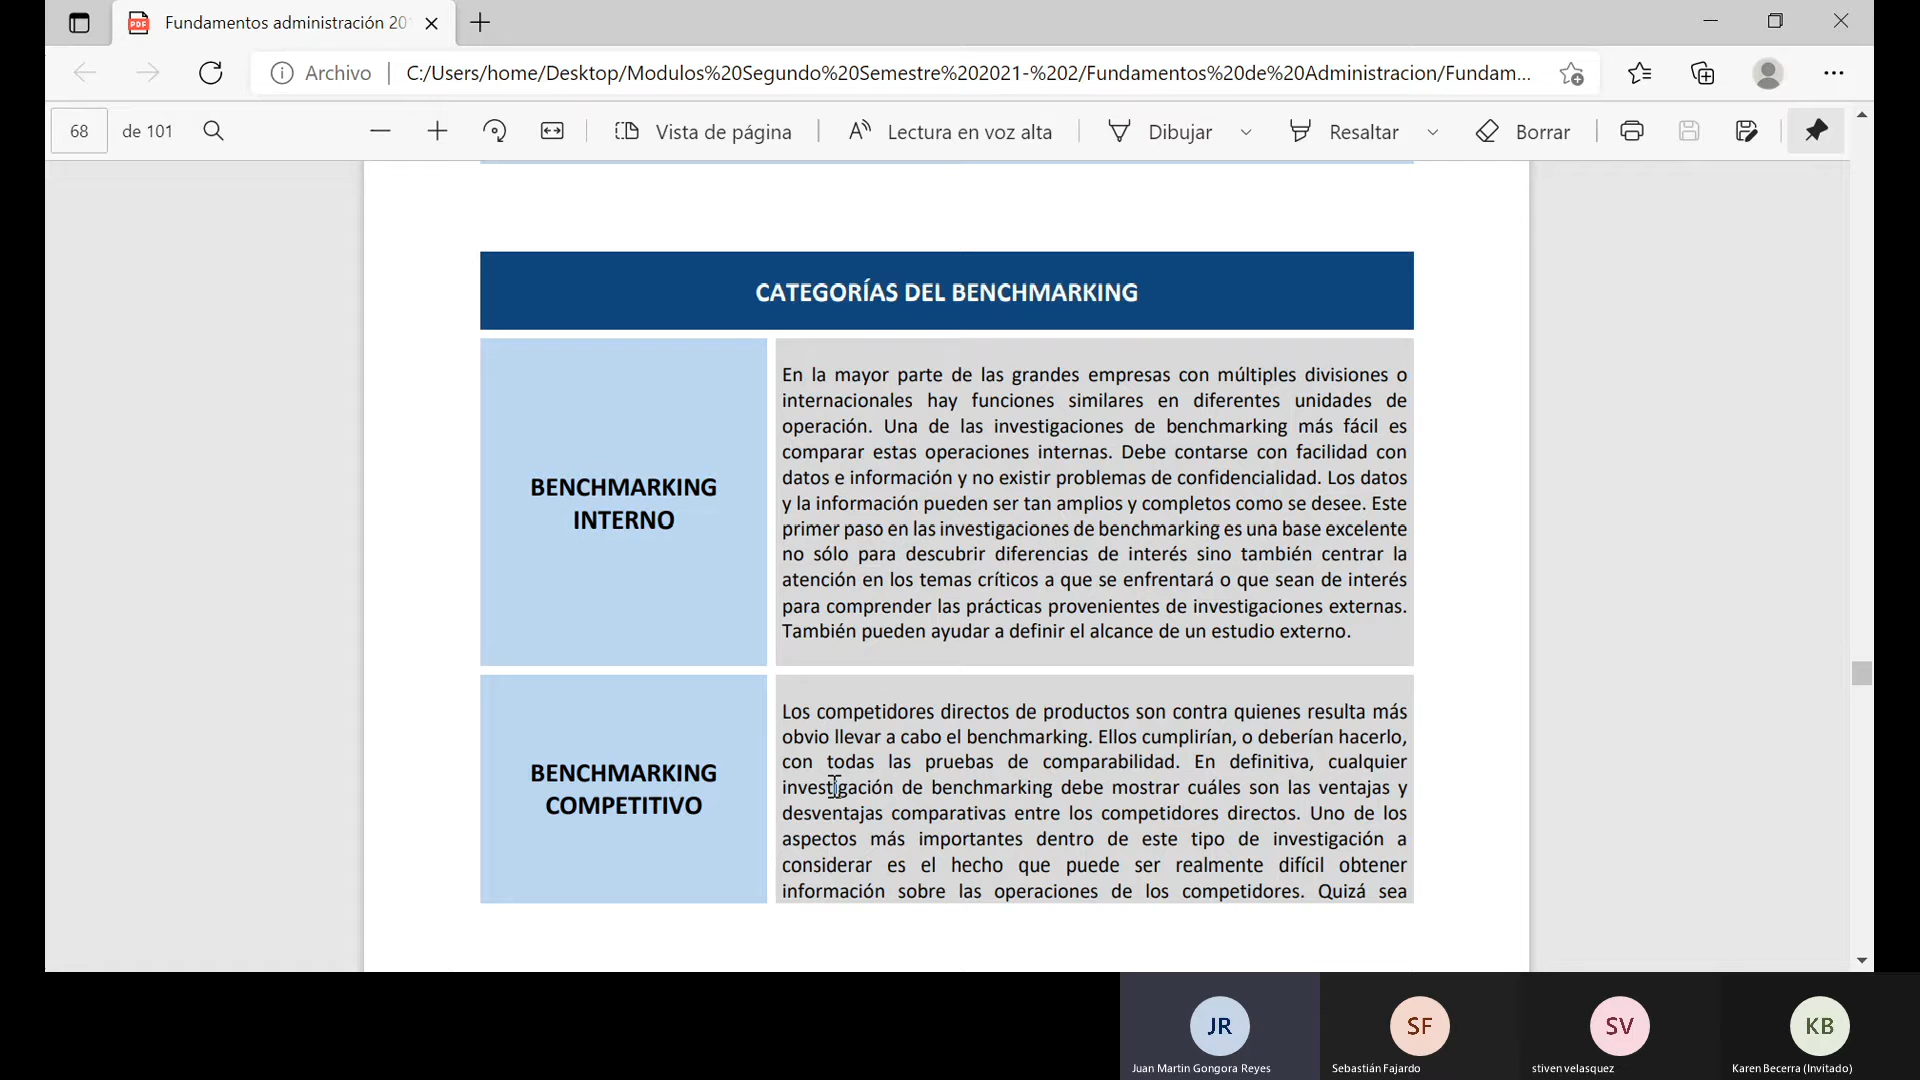 Fundamentos administración 20
Archivo
C:/Users/home/Desktop/Modulos%20Segundo%20Semestre%202021-%202/Fundamentos%20de%20Administracion/Fundam...
68 de 101
Vista de página
Lectura en voz alta
Dibujar
Resaltar
Borrar
CATEGORÍAS DEL BENCHMARKING
BENCHMARKING
INTERNO
En la mayor parte de las grandes empresas con múltiples divisiones o
internacionales hay funciones similares en diferentes unidades de
operación. Una de las investigaciones de benchmarking más fácil es
comparar estas operaciones internas. Debe contarse con facilidad con
datos e información y no existir problemas de confidencialidad. Los datos
y la información pueden ser tan amplios y completos como se desee. Este
primer paso en las investigaciones de benchmarking es una base excelente
no sólo para descubrir diferencias de interés sino también centrar la
atención en los temas críticos a que se enfrentará o que sean de interés
para comprender las prácticas provenientes de investigaciones externas.
También pueden ayudar a definir el alcance de un estudio externo.
BENCHMARKING
COMPETITIVO
Los competidores directos de productos son contra quienes resulta más
obvio llevar a cabo el benchmarking. Ellos cumplirían, o deberían hacerlo,
con todas las pruebas de comparabilidad. En definitiva, cualquier
investigación de benchmarking debe mostrar cuáles son las ventajas y
desventajas comparativas entre los competidores directos. Uno de los
aspectos más importantes dentro de este tipo de investigación a
considerar es el hecho que puede ser realmente difícil obtener
información sobre las operaciones de los competidores. Quizá sea
JR
SF
SV
KB
Juan Martin Gongora Reyes
Sebastián Fajardo
stiven velasquez
Karen Becerra (Invitado)